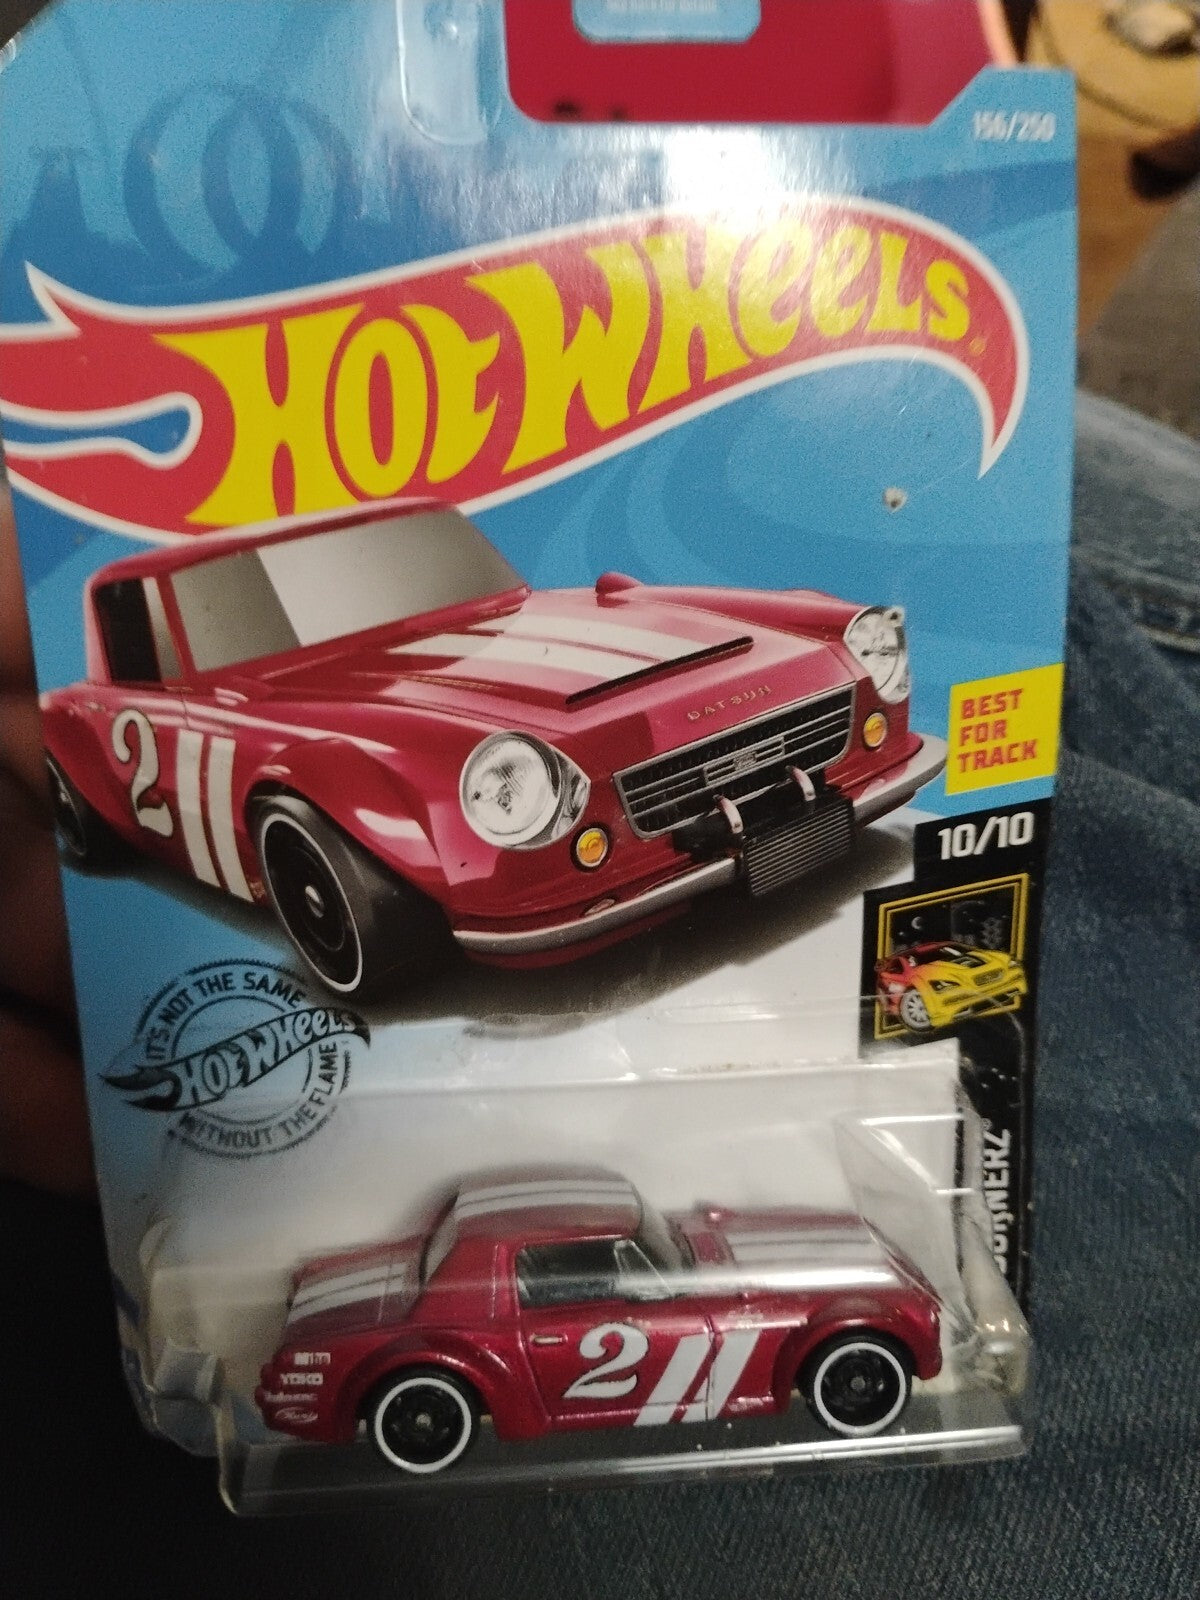 156/250
HOT WHEELS
DATSUN
2
BEST
FOR
TRACK
10/10
IT'S NOT THE SAME
HOT WHEELS
WITHOUT THE FLAME
2
YOKO